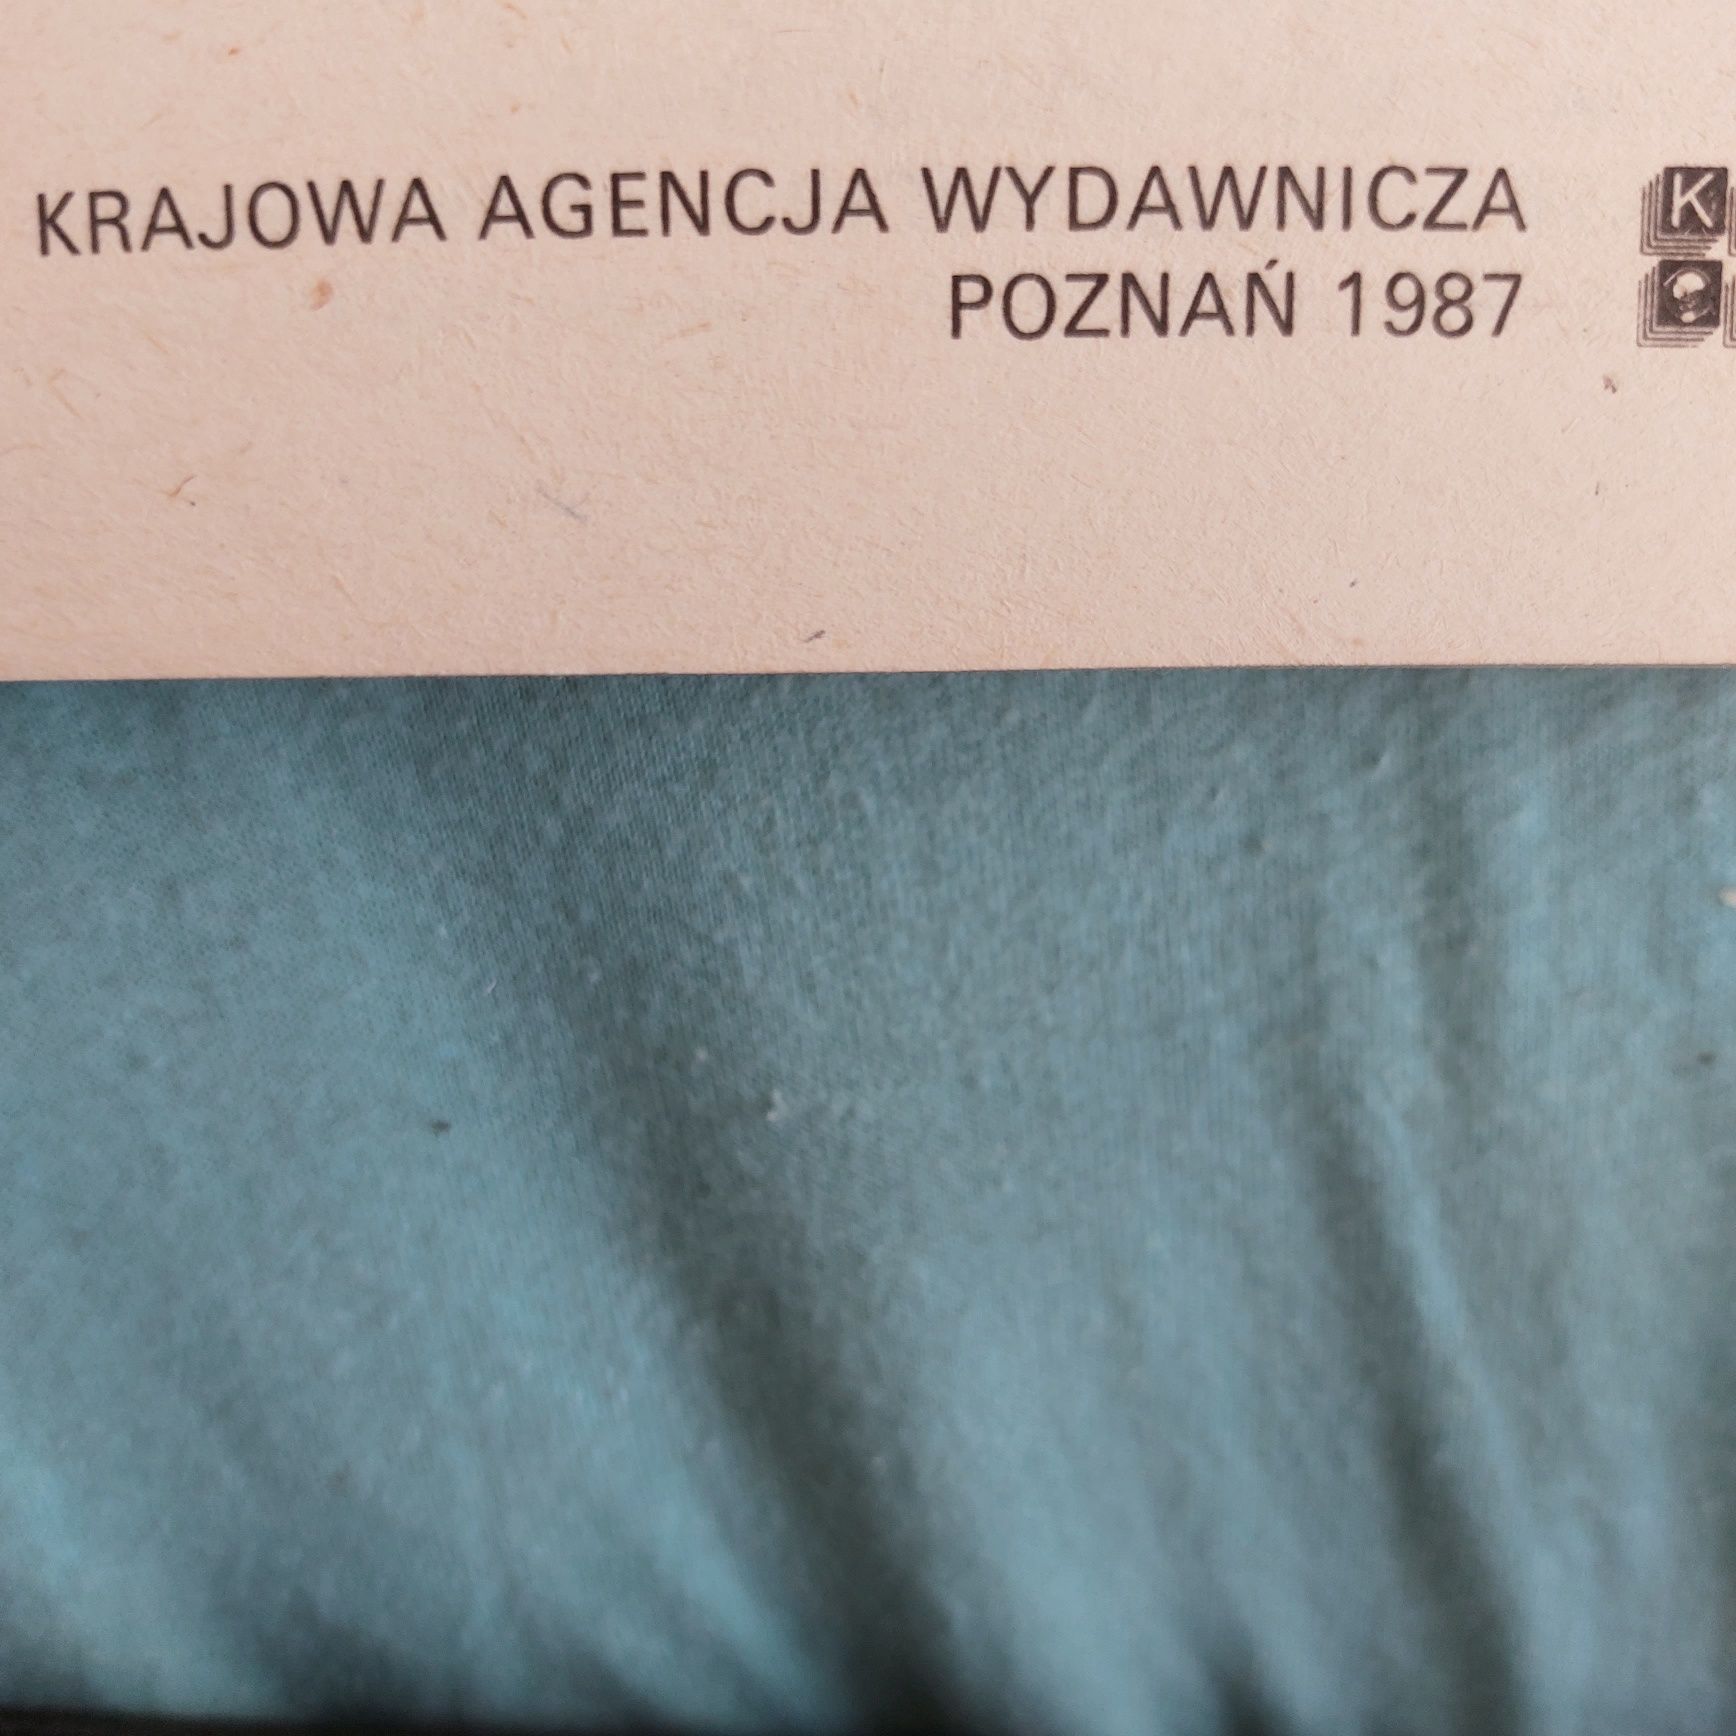 KRAJOWA AGENCJA WYDAWNICZA
POZNAŃ 1987
K